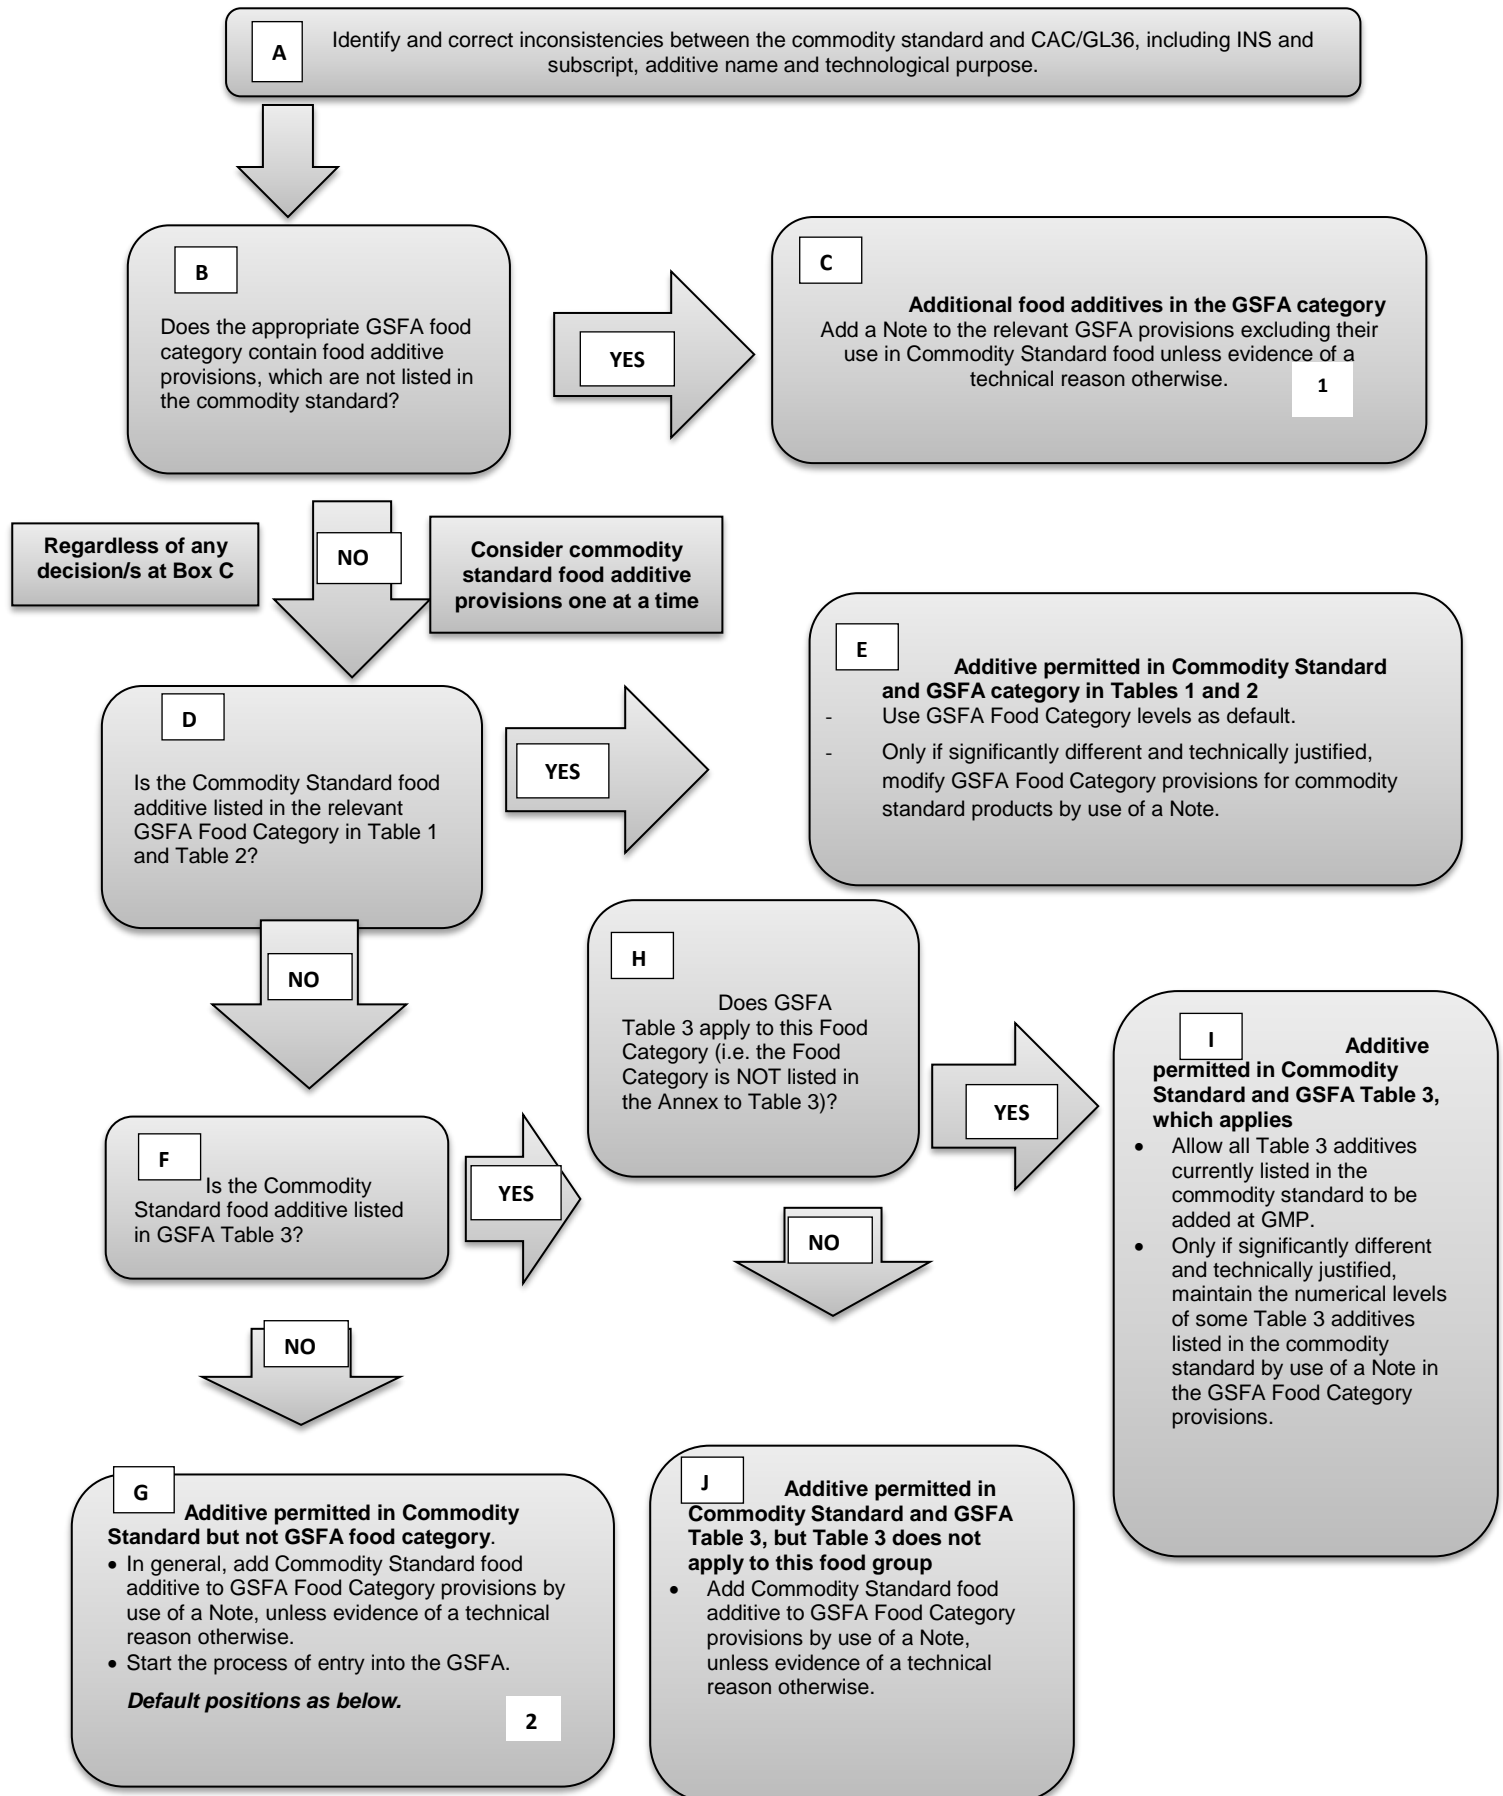 A
Identify and correct inconsistencies between the commodity standard and CAC/GL36, including INS and
subscript, additive name and technological purpose.
B
Does the appropriate GSFA food
category contain food additive
provisions, which are not listed in
the commodity standard?
YES
C
Additional food additives in the GSFA category
Add a Note to the relevant GSFA provisions excluding their
use in Commodity Standard food unless evidence of a
technical reason otherwise.
1
Regardless of any
decision/s at Box C
NO
Consider commodity
standard food additive
provisions one at a time
D
Is the Commodity Standard food
additive listed in the relevant
GSFA Food Category in Table 1
and Table 2?
YES
E
Additive permitted in Commodity Standard
and GSFA category in Tables 1 and 2
- Use GSFA Food Category levels as default.
- Only if significantly different and technically justified,
modify GSFA Food Category provisions for commodity
standard products by use of a Note.
NO
F
Is the Commodity
Standard food additive listed
in GSFA Table 3?
YES
H
Does GSFA
Table 3 apply to this Food
Category (i.e. the Food
Category is NOT listed in
the Annex to Table 3)?
YES
I
Additive
permitted in Commodity
Standard and GSFA Table 3,
which applies
• Allow all Table 3 additives
currently listed in the
commodity standard to be
added at GMP.
• Only if significantly different
and technically justified,
maintain the numerical levels
of some Table 3 additives
listed in the commodity
standard by use of a Note in
the GSFA Food Category
provisions.
NO
NO
G
Additive permitted in Commodity
Standard but not GSFA food category.
• In general, add Commodity Standard food
additive to GSFA Food Category provisions by
use of a Note, unless evidence of a technical
reason otherwise.
• Start the process of entry into the GSFA.
Default positions as below.
2
J
Additive permitted in
Commodity Standard and GSFA
Table 3, but Table 3 does not
apply to this food group
• Add Commodity Standard food
additive to GSFA Food Category
provisions by use of a Note,
unless evidence of a technical
reason otherwise.